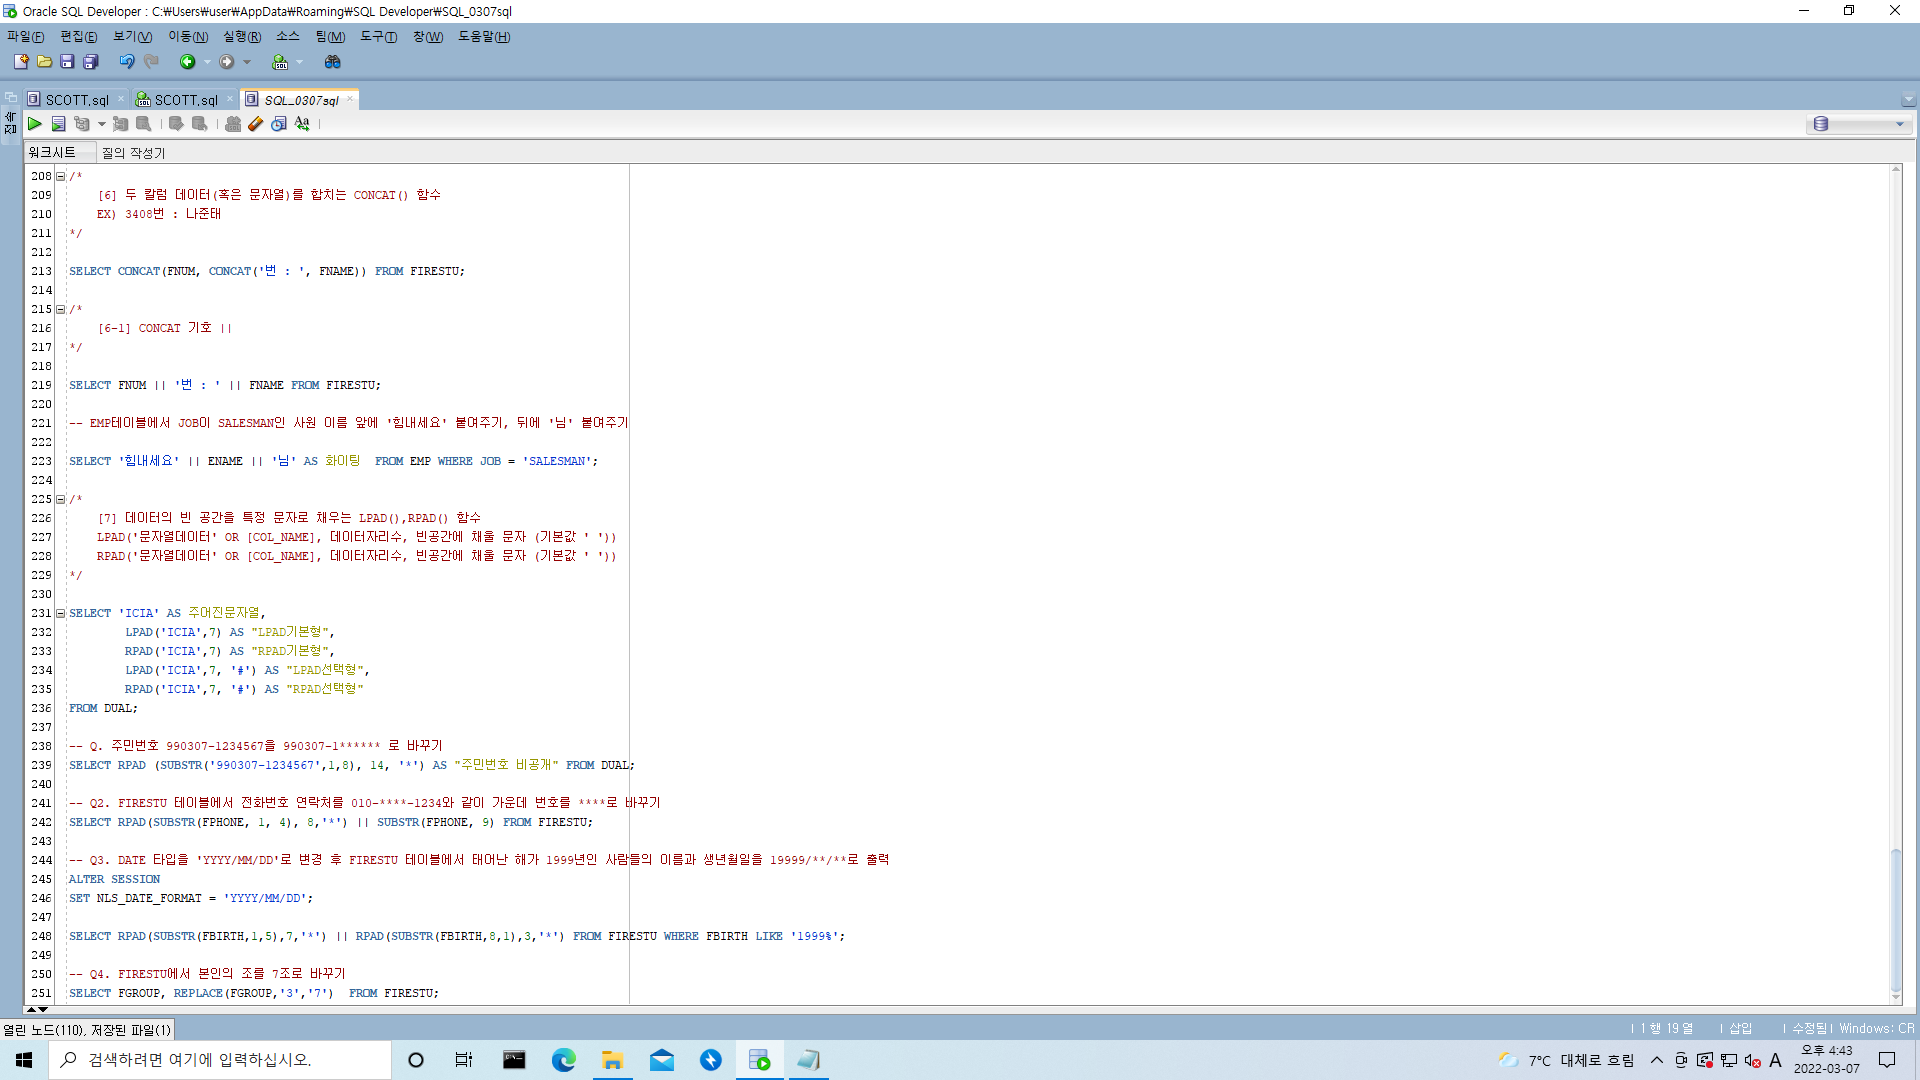 Oracle SQL Developer : C:₩Users₩user₩AppData₩Roaming₩SQL Developer₩SQL_0307sql
파일(F) 편집(E) 보기(V) 이동(N) 실행(R) 소스 팀(M) 도구(T) 창(W) 도움말(H)
SCOTT.sql SCOTT.sql SQL_0307sql
접속
워크시트 질의 작성기
208 /*
209 [6] 두 칼럼 데이터(혹은 문자열)를 합치는 CONCAT() 함수
210 EX) 3408번 : 나준태
211 */
212
213 SELECT CONCAT(FNUM, CONCAT('번 : ', FNAME)) FROM FIRESTU;
214
215 /*
216 [6-1] CONCAT 기호 ||
217 */
218
219 SELECT FNUM || '번 : ' || FNAME FROM FIRESTU;
220
221 -- EMP테이블에서 JOB이 SALESMAN인 사원 이름 앞에 '힘내세요' 붙여주기, 뒤에 '님' 붙여주기
222
223 SELECT '힘내세요' || ENAME || '님' AS 화이팅  FROM EMP WHERE JOB = 'SALESMAN';
224
225 /*
226 [7] 데이터의 빈 공간을 특정 문자로 채우는 LPAD(),RPAD() 함수
227 LPAD('문자열데이터' OR [COL_NAME], 데이터자리수, 빈공간에 채울 문자 (기본값 ' '))
228 RPAD('문자열데이터' OR [COL_NAME], 데이터자리수, 빈공간에 채울 문자 (기본값 ' '))
229 */
230
231 SELECT 'ICIA' AS 주어진문자열,
232 LPAD('ICIA',7) AS "LPAD기본형",
233 RPAD('ICIA',7) AS "RPAD기본형",
234 LPAD('ICIA',7, '#') AS "LPAD선택형",
235 RPAD('ICIA',7, '#') AS "RPAD선택형"
236 FROM DUAL;
237
238 -- Q. 주민번호 990307-1234567을 990307-1****** 로 바꾸기
239 SELECT RPAD (SUBSTR('990307-1234567',1,8), 14, '*') AS "주민번호 비공개" FROM DUAL;
240
241 -- Q2. FIRESTU 테이블에서 전화번호 연락처를 010-****-1234와 같이 가운데 번호를 ****로 바꾸기
242 SELECT RPAD(SUBSTR(FPHONE, 1, 4), 8,'*') || SUBSTR(FPHONE, 9) FROM FIRESTU;
243
244 -- Q3. DATE 타입을 'YYYY/MM/DD'로 변경 후 FIRESTU 테이블에서 태어난 해가 1999년인 사람들의 이름과 생년월일을 19999/**/**로 출력
245 ALTER SESSION
246 SET NLS_DATE_FORMAT = 'YYYY/MM/DD';
247
248 SELECT RPAD(SUBSTR(FBIRTH,1,5),7,'*') || RPAD(SUBSTR(FBIRTH,8,1),3,'*') FROM FIRESTU WHERE FBIRTH LIKE '1999%';
249
250 -- Q4. FIRESTU에서 본인의 조를 7조로 바꾸기
251 SELECT FGROUP, REPLACE(FGROUP,'3','7')  FROM FIRESTU;
열린 노드(110), 저장된 파일(1)
1 행 19 열 삽입 수정됨 Windows: CR
검색하려면 여기에 입력하십시오.
7°C 대체로 흐림 A 오후 4:43
2022-03-07